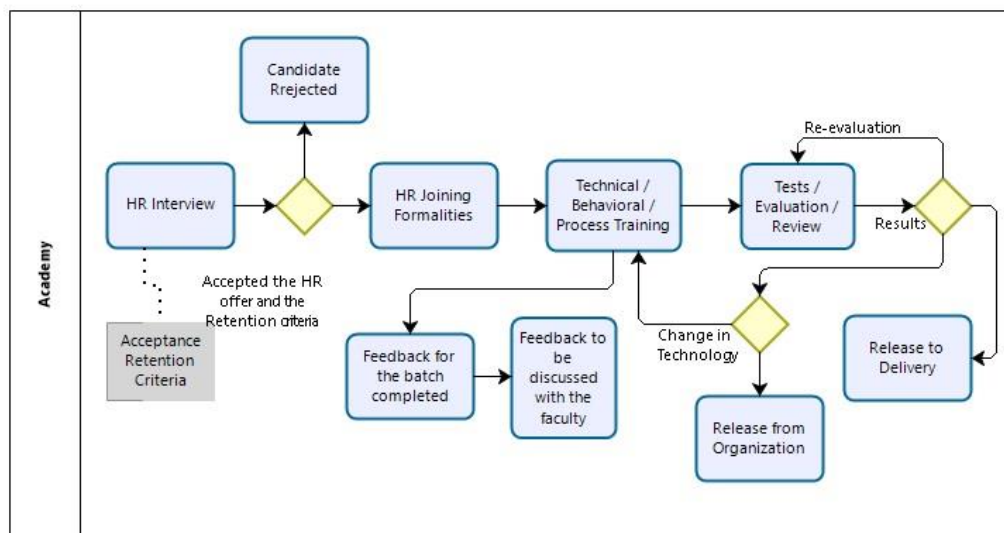 Academy
Candidate
Rrejected
HR Interview
HR Joining
Formalities
Technical /
Behavioral /
Process Training
Re-evaluation
Tests /
Evaluation /
Review
Results
Accepted the HR
offer and the
Retention criteria
Acceptance
Retention
Criteria
Feedback for
the batch
completed
Feedback to
be
discussed
with the
faculty
Change in
Technology
Release from
Organization
Release to
Delivery